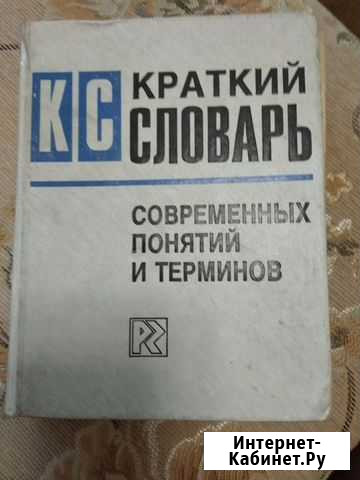 КС КРАТКИЙ
СЛОВАРЬ
СОВРЕМЕННЫХ
ПОНЯТИЙ
И ТЕРМИНОВ
Интернет-
Кабинет.Ру